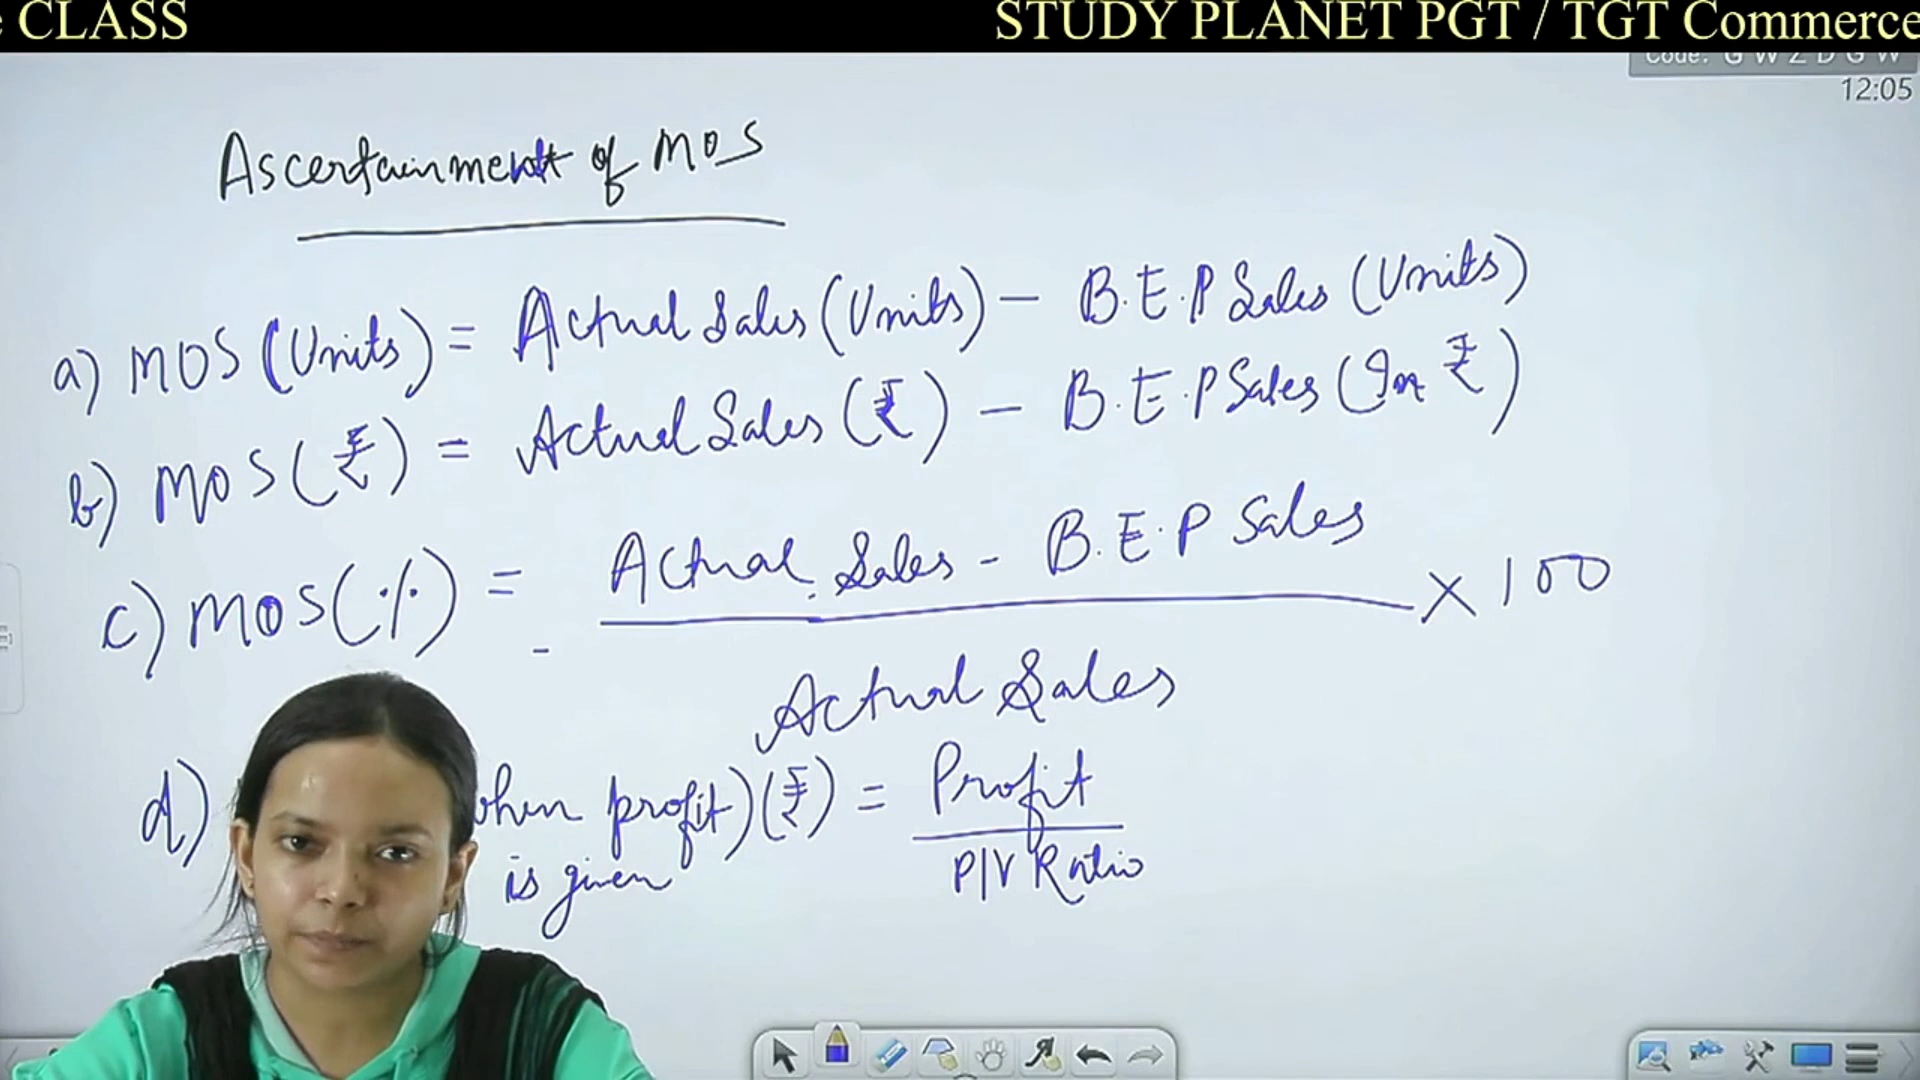 e CLASS
STUDY PLANET PGT / TGT Commerce
Code: G W Z D G W
12:05
Ascertainment of MOS
a) MOS (Units) = Actual Sales (Units) - B.E.P Sales (Units)
b) MOS (₹) = Actual Sales (₹) - B.E.P Sales (In ₹)
c) MOS (%) = Actual Sales - B.E.P Sales
× 100
Actual Sales
d) when profit) (₹) = Profit
is given P/V Ratio